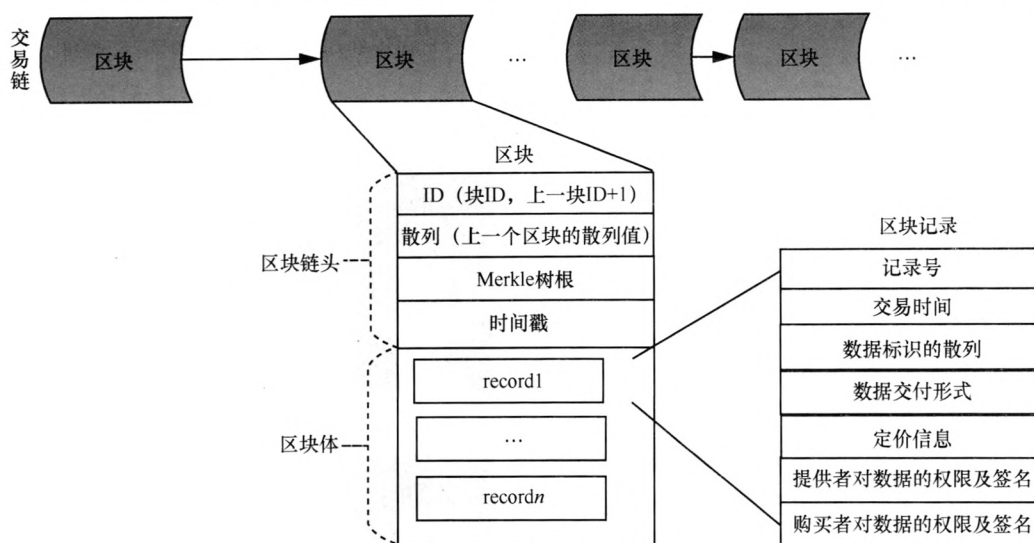 交易链
区块
区块
…
区块
区块
…
区块
ID（块ID，上一块ID+1）
散列（上一个区块的散列值）
Merkle树根
时间戳
区块链头
record1
…
recordn
区块体
区块记录
记录号
交易时间
数据标识的散列
数据交付形式
定价信息
提供者对数据的权限及签名
购买者对数据的权限及签名